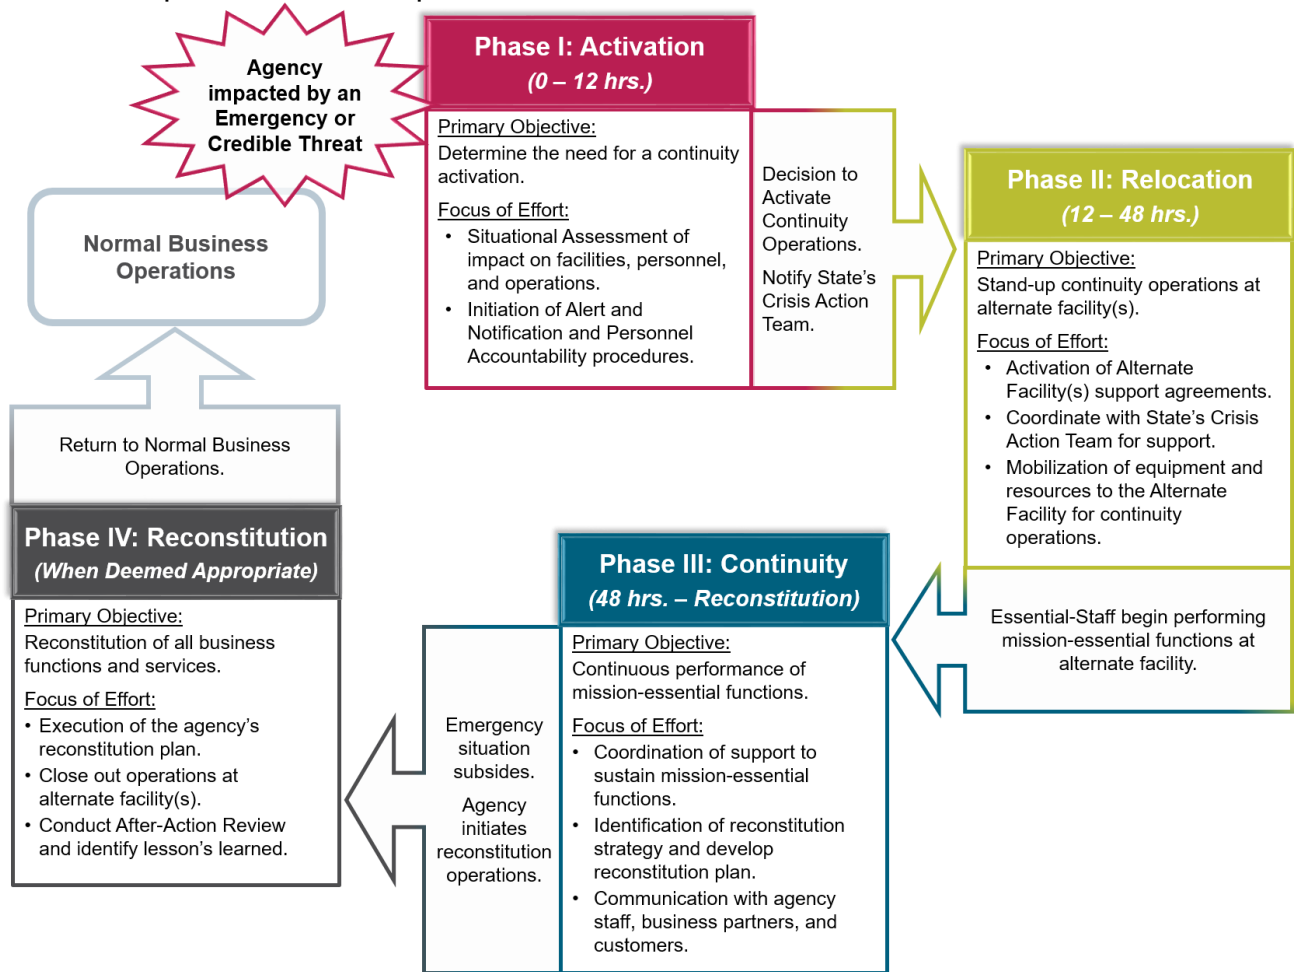 Agency
impacted by an
Emergency or
Credible Threat
Normal Business
Operations
Phase I: Activation
(0 – 12 hrs.)
Primary Objective:
Determine the need for a continuity
activation.
Focus of Effort:
• Situational Assessment of
impact on facilities, personnel,
and operations.
• Initiation of Alert and
Notification and Personnel
Accountability procedures.
Decision to
Activate
Continuity
Operations.
Notify State's
Crisis Action
Team.
Phase II: Relocation
(12 – 48 hrs.)
Primary Objective:
Stand-up continuity operations at
alternate facility(s).
Focus of Effort:
• Activation of Alternate
Facility(s) support agreements.
• Coordinate with State's Crisis
Action Team for support.
• Mobilization of equipment and
resources to the Alternate
Facility for continuity
operations.
Essential-Staff begin performing
mission-essential functions at
alternate facility.
Phase III: Continuity
(48 hrs. – Reconstitution)
Primary Objective:
Continuous performance of
mission-essential functions.
Focus of Effort:
• Coordination of support to
sustain mission-essential
functions.
• Identification of reconstitution
strategy and develop
reconstitution plan.
• Communication with agency
staff, business partners, and
customers.
Emergency
situation
subsides.
Agency
initiates
reconstitution
operations.
Phase IV: Reconstitution
(When Deemed Appropriate)
Primary Objective:
Reconstitution of all business
functions and services.
Focus of Effort:
• Execution of the agency's
reconstitution plan.
• Close out operations at
alternate facility(s).
• Conduct After-Action Review
and identify lesson's learned.
Return to Normal Business
Operations.